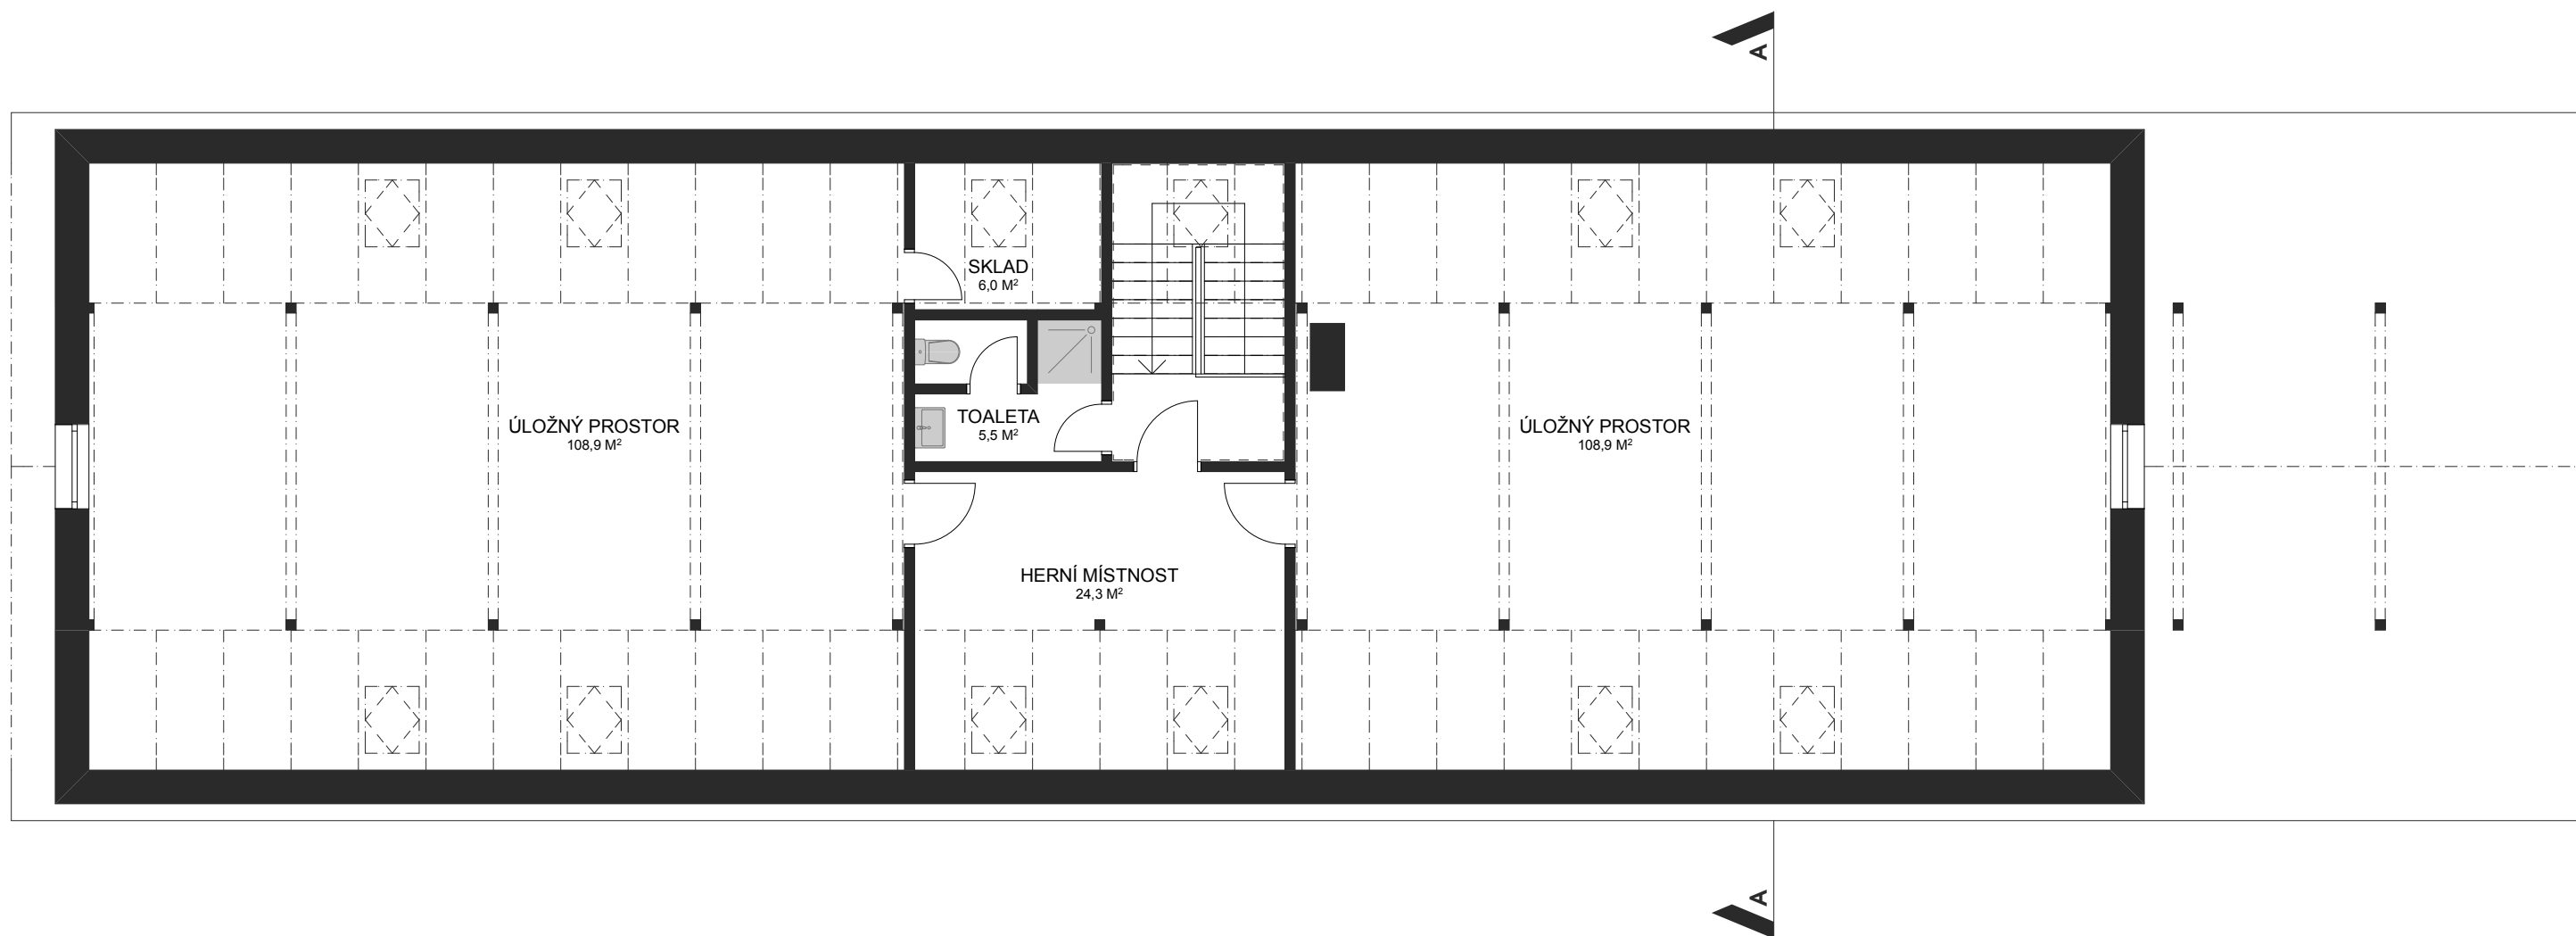 A
SKLAD
6,0 M²
TOALETA
5,5 M²
ÚLOŽNÝ PROSTOR
108,9 M²
ÚLOŽNÝ PROSTOR
108,9 M²
HERNÍ MÍSTNOST
24,3 M²
A